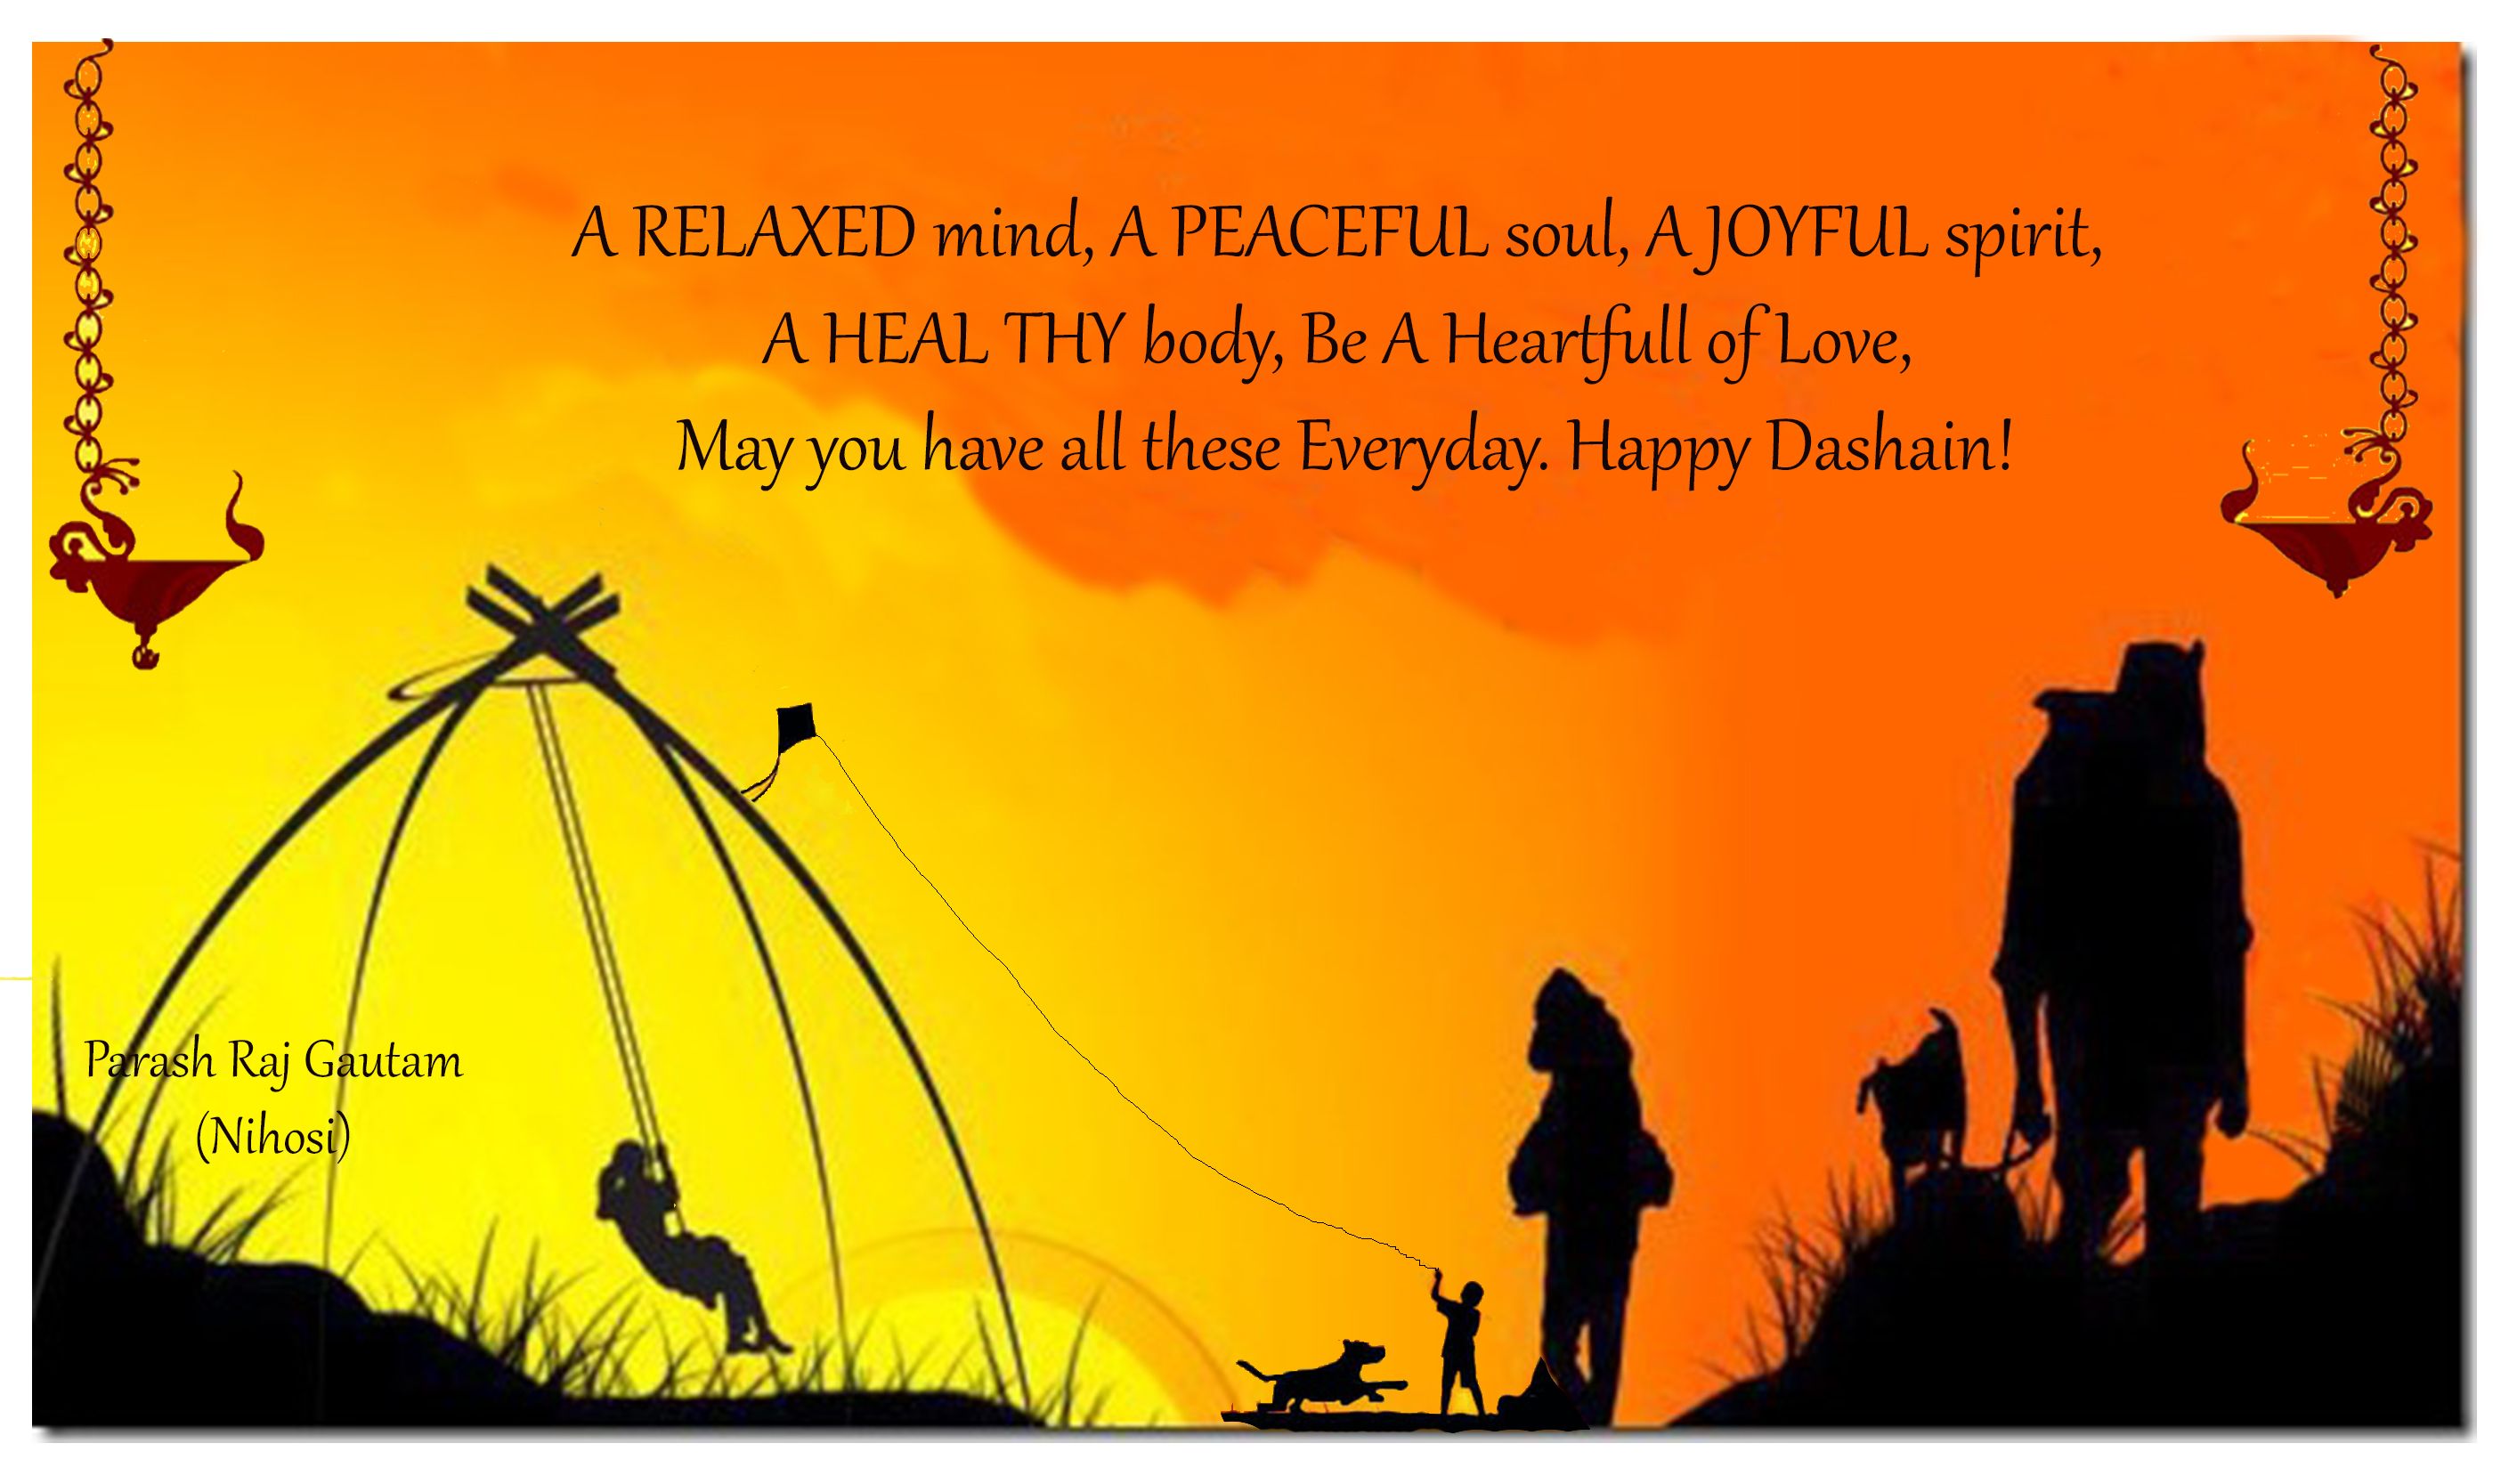 A RELAXED mind, A PEACEFUL soul, A JOYFUL spirit,
A HEAL THY body, Be A Heartfull of Love,
May you have all these Everyday. Happy Dashain!
Parash Raj Gautam
(Nihosi)